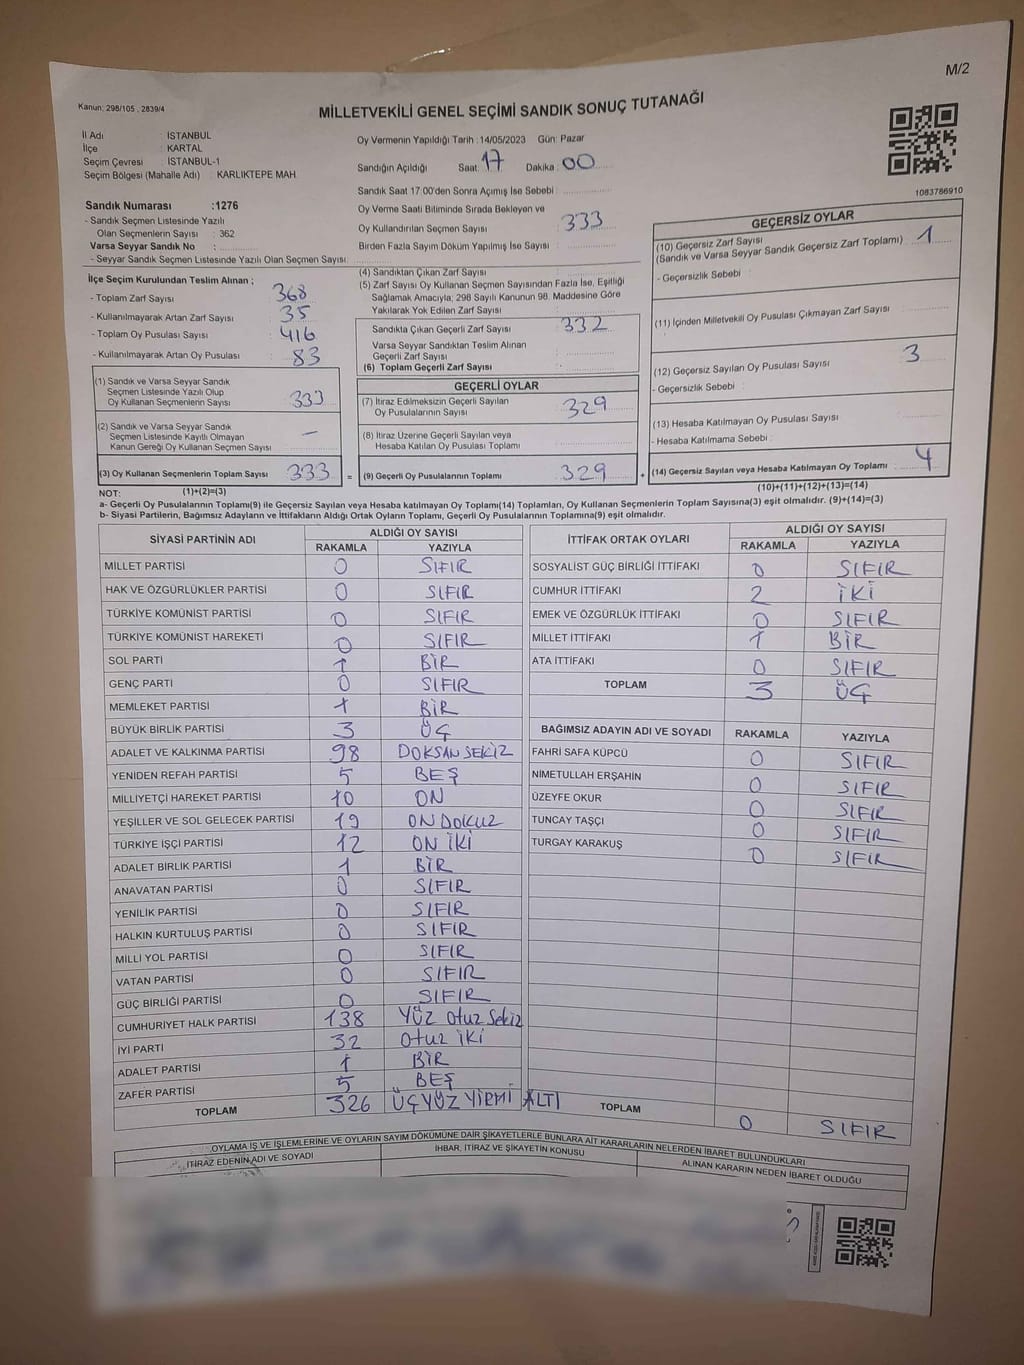 M/2
Kanun: 298/105 , 2839/4
MİLLETVEKİLİ GENEL SEÇİMİ SANDIK SONUÇ TUTANAĞI
İl Adı : İSTANBUL
İlçe : KARTAL
Seçim Çevresi : İSTANBUL-1
Seçim Bölgesi (Mahalle Adı) : KARLIKTEPE MAH
Sandık Numarası :1276
- Sandık Seçmen Listesinde Yazılı
Olan Seçmenlerin Sayısı : 362
Varsa Seyyar Sandık No :
- Seyyar Sandık Seçmen Listesinde Yazılı Olan Seçmen Sayısı:
Oy Vermenin Yapıldığı Tarih : 14/05/2023 Gün: Pazar
Sandığın Açıldığı Saat: 17 Dakika: 00
Sandık Saat 17:00'den Sonra Açımış İse Sebebi :
Oy Verme Saati Bitiminde Sırada Bekleyen ve
Oy Kullandırılan Seçmen Sayısı : 333
Birden Fazla Sayım Döküm Yapılmış İse Sayısı :
1083786910
İlçe Seçim Kurulundan Teslim Alınan ;
- Toplam Zarf Sayısı : 368
- Kullanılmayarak Artan Zarf Sayısı : 35
- Toplam Oy Pusulası Sayısı : 416
- Kullanılmayarak Artan Oy Pusulası : 83
(1) Sandık ve Varsa Seyyar Sandık
Seçmen Listesinde Yazılı Olup
Oy Kullanan Seçmenlerin Sayısı : 333
(2) Sandık ve Varsa Seyyar Sandık
Seçmen Listesinde Kayıtlı Olmayan
Kanun Gereği Oy Kullanan Seçmen Sayısı : —
(3) Oy Kullanan Seçmenlerin Toplam Sayısı : 333 =
(1)+(2)=(3)
(4) Sandıktan Çıkan Zarf Sayısı :
(5) Zarf Sayısı Oy Kullanan Seçmen Sayısından Fazla İse, Eşitliği
Sağlamak Amacıyla; 298 Sayılı Kanunun 98. Maddesine Göre
Yakılarak Yok Edilen Zarf Sayısı :
Sandıkta Çıkan Geçerli Zarf Sayısı : 332
Varsa Seyyar Sandıktan Teslim Alınan
Geçerli Zarf Sayısı :
(6) Toplam Geçerli Zarf Sayısı :
GEÇERLİ OYLAR
(7) İtiraz Edilmeksizin Geçerli Sayılan
Oy Pusulalarının Sayısı : 329
(8) İtiraz Üzerine Geçerli Sayılan veya
Hesaba Katılan Oy Pusulası Toplamı :
(9) Geçerli Oy Pusulalarının Toplamı : 329 +
GEÇERSİZ OYLAR
(10) Geçersiz Zarf Sayısı
(Sandık ve Varsa Seyyar Sandık Geçersiz Zarf Toplamı) : 1
- Geçersizlik Sebebi :
(11) İçinden Milletvekili Oy Pusulası Çıkmayan Zarf Sayısı :
(12) Geçersiz Sayılan Oy Pusulası Sayısı : 3
- Geçersizlik Sebebi :
(13) Hesaba Katılmayan Oy Pusulası Sayısı :
- Hesaba Katılmama Sebebi :
(14) Geçersiz Sayılan veya Hesaba Katılmayan Oy Toplamı : 4
(10)+(11)+(12)+(13)=(14)
NOT:
a- Geçerli Oy Pusulalarının Toplamı(9) ile Geçersiz Sayılan veya Hesaba katılmayan Oy Toplamı(14) Toplamları, Oy Kullanan Seçmenlerin Toplam Sayısına(3) eşit olmalıdır. (9)+(14)=(3)
b- Siyasi Partilerin, Bağımsız Adayların ve İttifakların Aldığı Ortak Oyların Toplamı, Geçerli Oy Pusulalarının Toplamına(9) eşit olmalıdır.
SİYASİ PARTİNİN ADI ALDIĞI OY SAYISI
RAKAMLA YAZIYLA
MİLLET PARTİSİ 0 SIFIR
HAK VE ÖZGÜRLÜKLER PARTİSİ 0 SIFIR
TÜRKİYE KOMÜNİST PARTİSİ 0 SIFIR
TÜRKİYE KOMÜNİST HAREKETİ 0 SIFIR
SOL PARTİ 1 BİR
GENÇ PARTİ 0 SIFIR
MEMLEKET PARTİSİ 1 BİR
BÜYÜK BİRLİK PARTİSİ 3 ÜÇ
ADALET VE KALKINMA PARTİSİ 98 DOKSAN SEKİZ
YENİDEN REFAH PARTİSİ 5 BEŞ
MİLLİYETÇİ HAREKET PARTİSİ 10 ON
YEŞİLLER VE SOL GELECEK PARTİSİ 19 ON DOKUZ
TÜRKİYE İŞÇİ PARTİSİ 12 ON İKİ
ADALET BİRLİK PARTİSİ 1 BİR
ANAVATAN PARTİSİ 0 SIFIR
YENİLİK PARTİSİ 0 SIFIR
HALKIN KURTULUŞ PARTİSİ 0 SIFIR
MİLLİ YOL PARTİSİ 0 SIFIR
VATAN PARTİSİ 0 SIFIR
GÜÇ BİRLİĞİ PARTİSİ 0 SIFIR
CUMHURİYET HALK PARTİSİ 138 YÜZ otuz sekiz
İYİ PARTİ 32 otuz iki
ADALET PARTİSİ 1 BİR
ZAFER PARTİSİ 5 BEŞ
TOPLAM 326 ÜÇYÜZ YİRMİ ALTI
İTTİFAK ORTAK OYLARI ALDIĞI OY SAYISI
RAKAMLA YAZIYLA
SOSYALİST GÜÇ BİRLİĞİ İTTİFAKI 0 SIFIR
CUMHUR İTTİFAKI 2 İKİ
EMEK VE ÖZGÜRLÜK İTTİFAKI 0 SIFIR
MİLLET İTTİFAKI 1 BİR
ATA İTTİFAKI 0 SIFIR
TOPLAM 3 ÜÇ
BAĞIMSIZ ADAYIN ADI VE SOYADI RAKAMLA YAZIYLA
FAHRİ SAFA KÜPCÜ 0 SIFIR
NİMETULLAH ERŞAHİN 0 SIFIR
ÜZEYFE OKUR 0 SIFIR
TUNCAY TAŞÇI 0 SIFIR
TURGAY KARAKUŞ 0 SIFIR
TOPLAM 0 SIFIR
OYLAMA İŞ VE İŞLEMLERİNE VE OYLARIN SAYIM DÖKÜMÜNE DAİR ŞİKAYETLERLE BUNLARA AİT KARARLARIN NELERDEN İBARET BULUNDUKLARI
İTİRAZ EDENİN ADI VE SOYADI İHBAR, İTİRAZ VE ŞİKAYETİN KONUSU ALINAN KARARIN NEDEN İBARET OLDUĞU